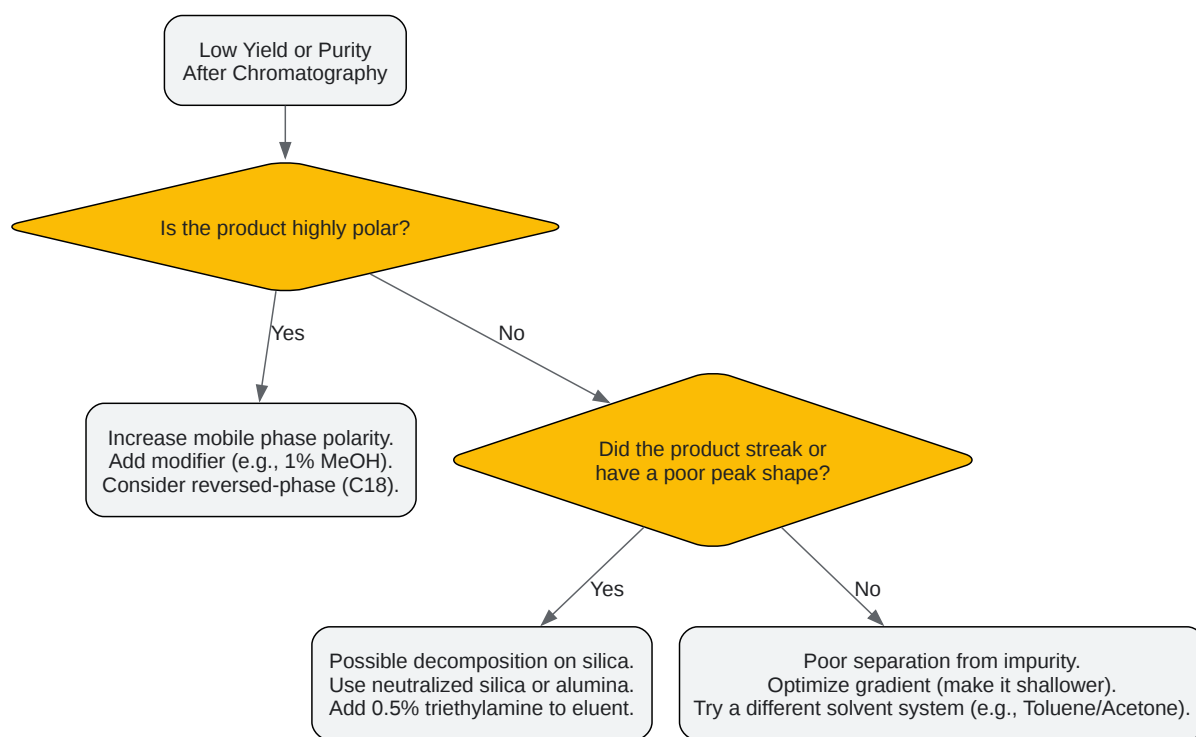 Low Yield or Purity
After Chromatography
Is the product highly polar?
Yes
No
Increase mobile phase polarity.
Add modifier (e.g., 1% MeOH).
Consider reversed-phase (C18).
Did the product streak or
have a poor peak shape?
Yes
No
Possible decomposition on silica.
Use neutralized silica or alumina.
Add 0.5% triethylamine to eluent.
Poor separation from impurity.
Optimize gradient (make it shallower).
Try a different solvent system (e.g., Toluene/Acetone).